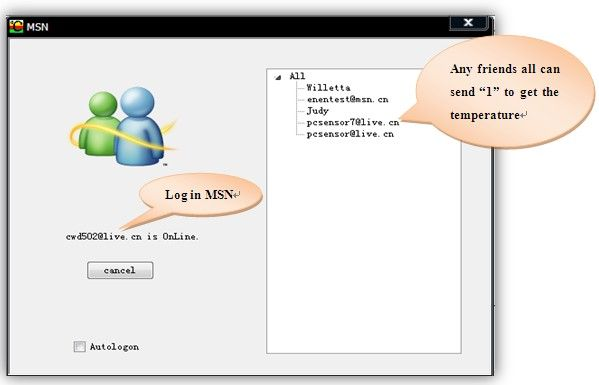 MSN
All
Willetta
enentest@msn.cn
Judy
pcsensor7@live.cn
pcsensor@live.cn
Any friends all can
send “1” to get the
temperature
Log in MSN
cwd502@live.cn is OnLine.
cancel
Autologon